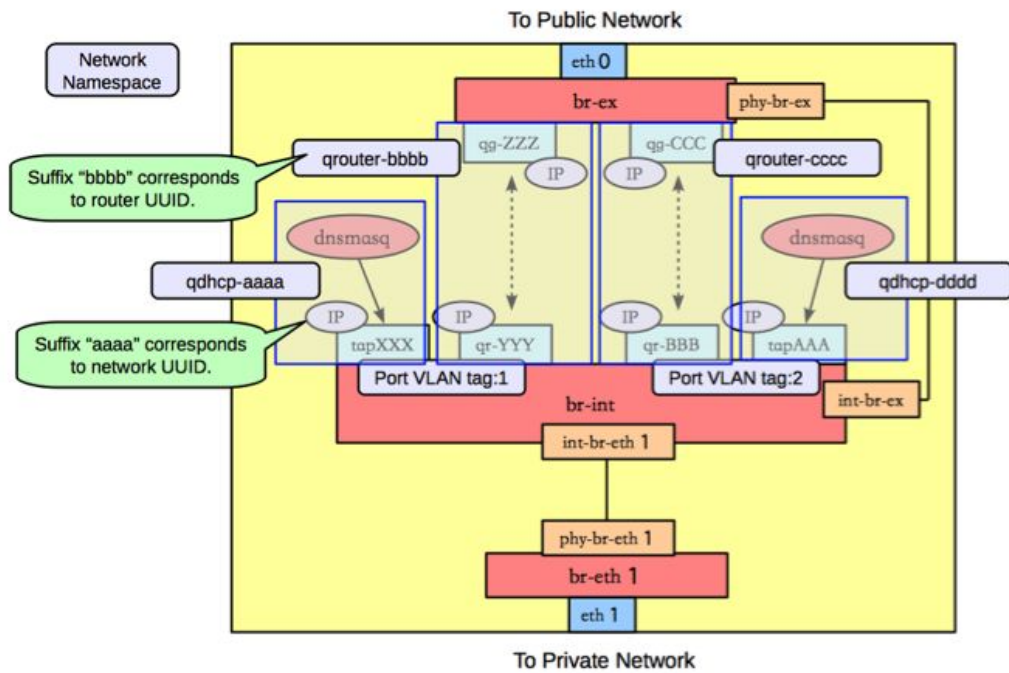 To Public Network
Network
Namespace
eth 0
br-ex
phy-br-ex
qrouter-bbbb
qg-ZZZ
qg-CCC
qrouter-cccc
IP
IP
Suffix “bbbb” corresponds
to router UUID.
dnsmasq
dnsmasq
qdhcp-aaaa
qdhcp-dddd
IP
IP
IP
IP
Suffix “aaaa” corresponds
to network UUID.
tapXXX
qr-YYY
qr-BBB
tapAAA
Port VLAN tag:1
Port VLAN tag:2
br-int
int-br-ex
int-br-eth 1
phy-br-eth 1
br-eth 1
eth 1
To Private Network